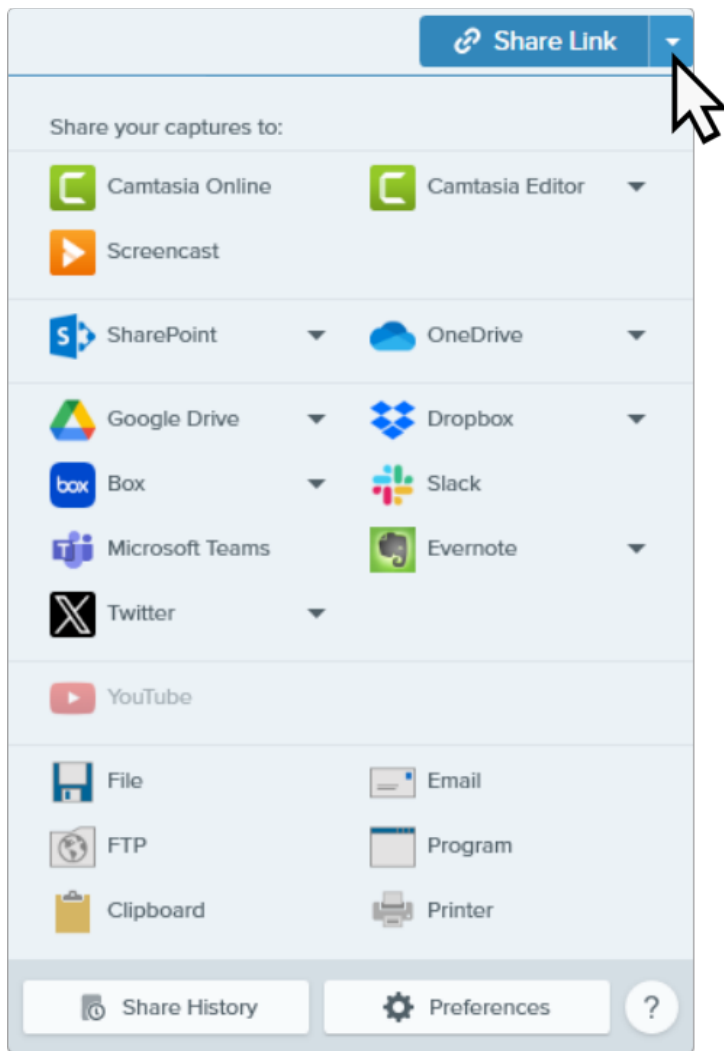 Share Link
Share your captures to:
Camtasia Online
Camtasia Editor
Screencast
S
SharePoint
OneDrive
Google Drive
Dropbox
box
Box
Slack
T
Microsoft Teams
Evernote
X
Twitter
YouTube
File
Email
FTP
Program
Clipboard
Printer
Share History
Preferences
?